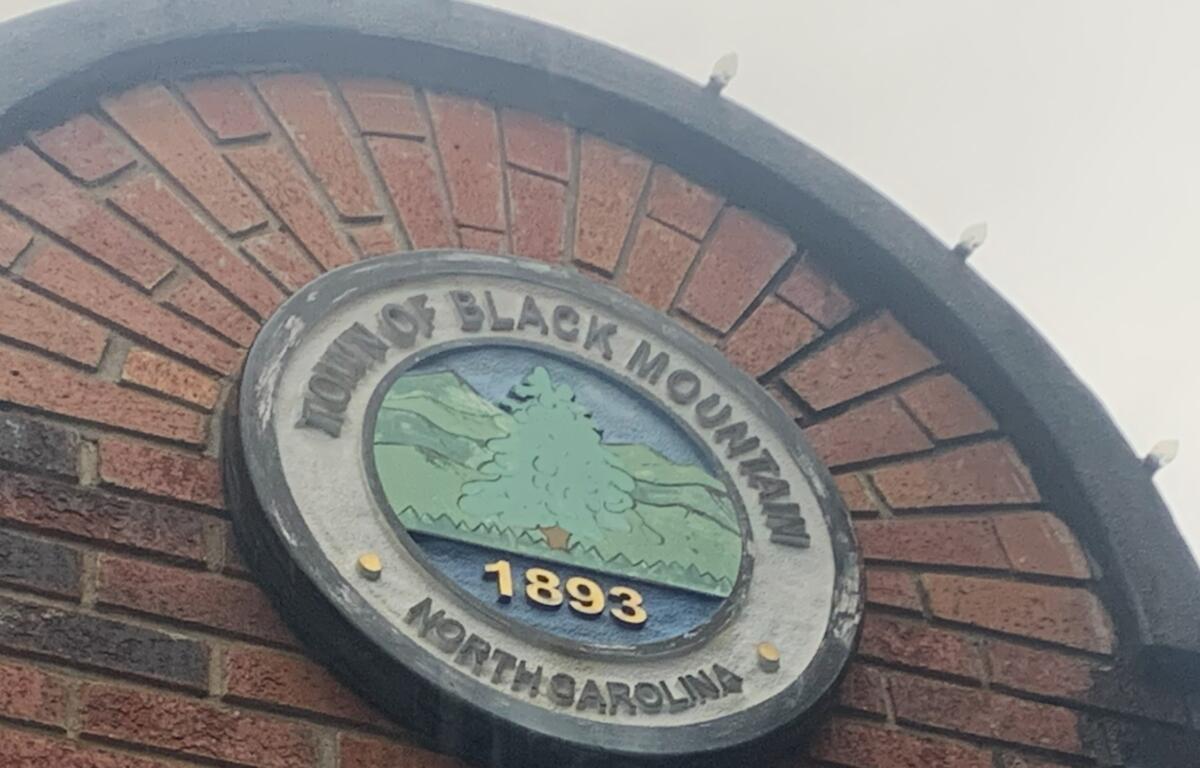 TOWN OF BLACK MOUNTAIN
1893
NORTH CAROLINA